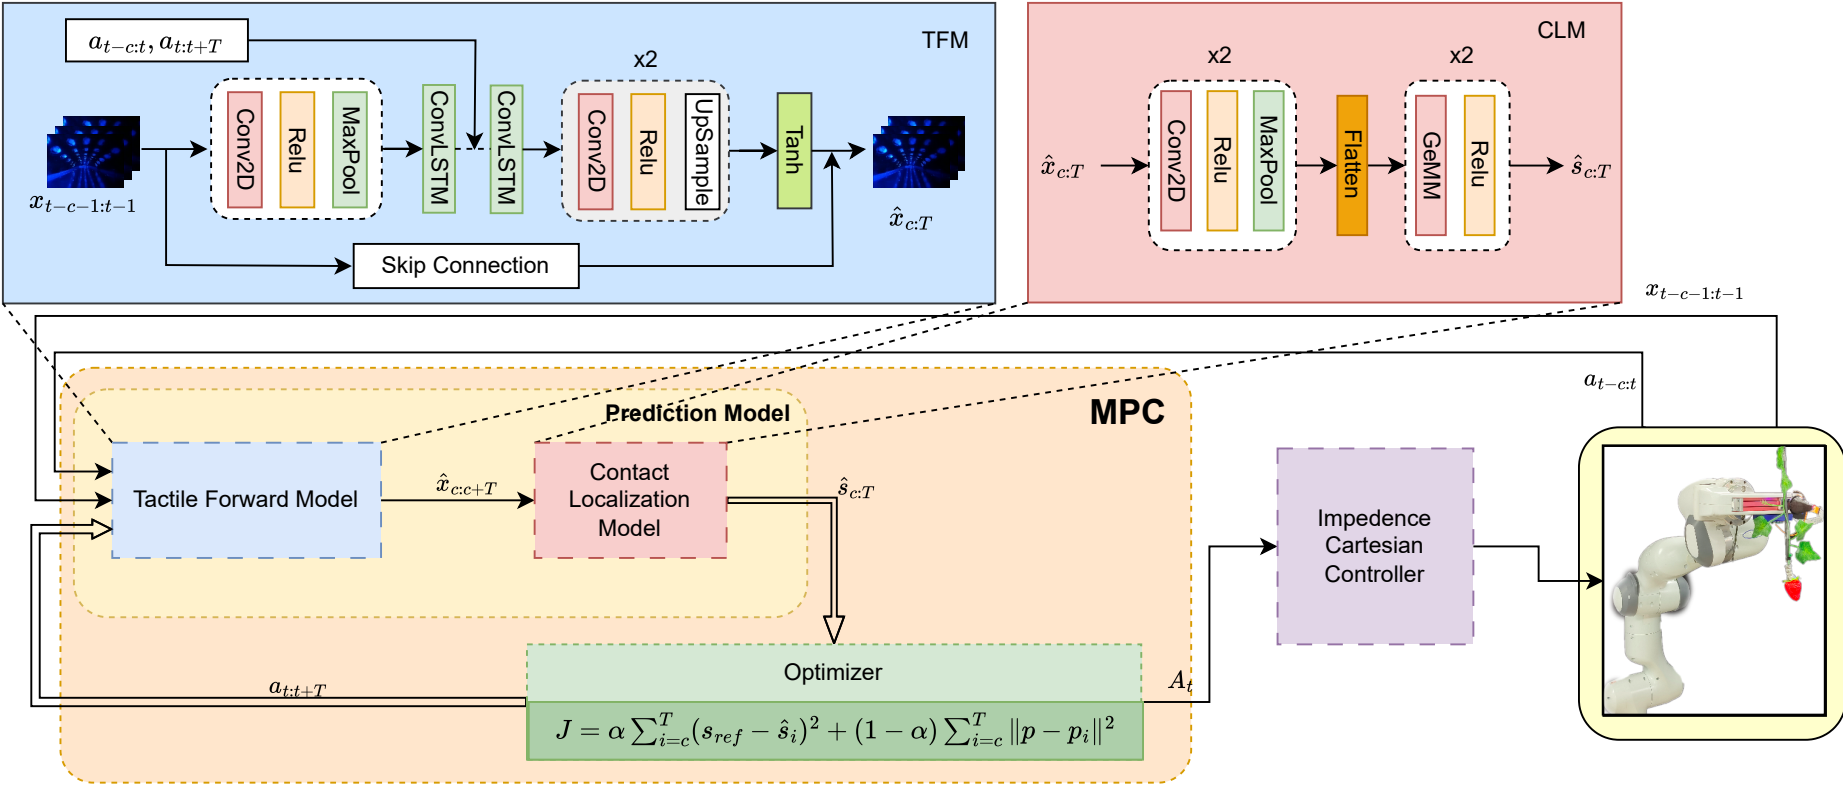 TFM
a_{t-c:t}, a_{t:t+T}
x2
Conv2D
Relu
MaxPool
ConvLSTM
ConvLSTM
Conv2D
Relu
UpSample
Tanh
x_{t-c-1:t-1}
x̂_{c:T}
Skip Connection
CLM
x2
x2
x̂_{c:T}
Conv2D
Relu
MaxPool
Flatten
GeMM
Relu
ŝ_{c:T}
x_{t-c-1:t-1}
a_{t-c:t}
MPC
Prediction Model
Tactile Forward Model
x̂_{c:c+T}
Contact
Localization
Model
ŝ_{c:T}
Impedence
Cartesian
Controller
Optimizer
A_t
a_{t:t+T}
J = α ∑_{i=c}^{T} (s_{ref} − ŝ_i)^2 + (1 − α) ∑_{i=c}^{T} ‖p − p_i‖^2